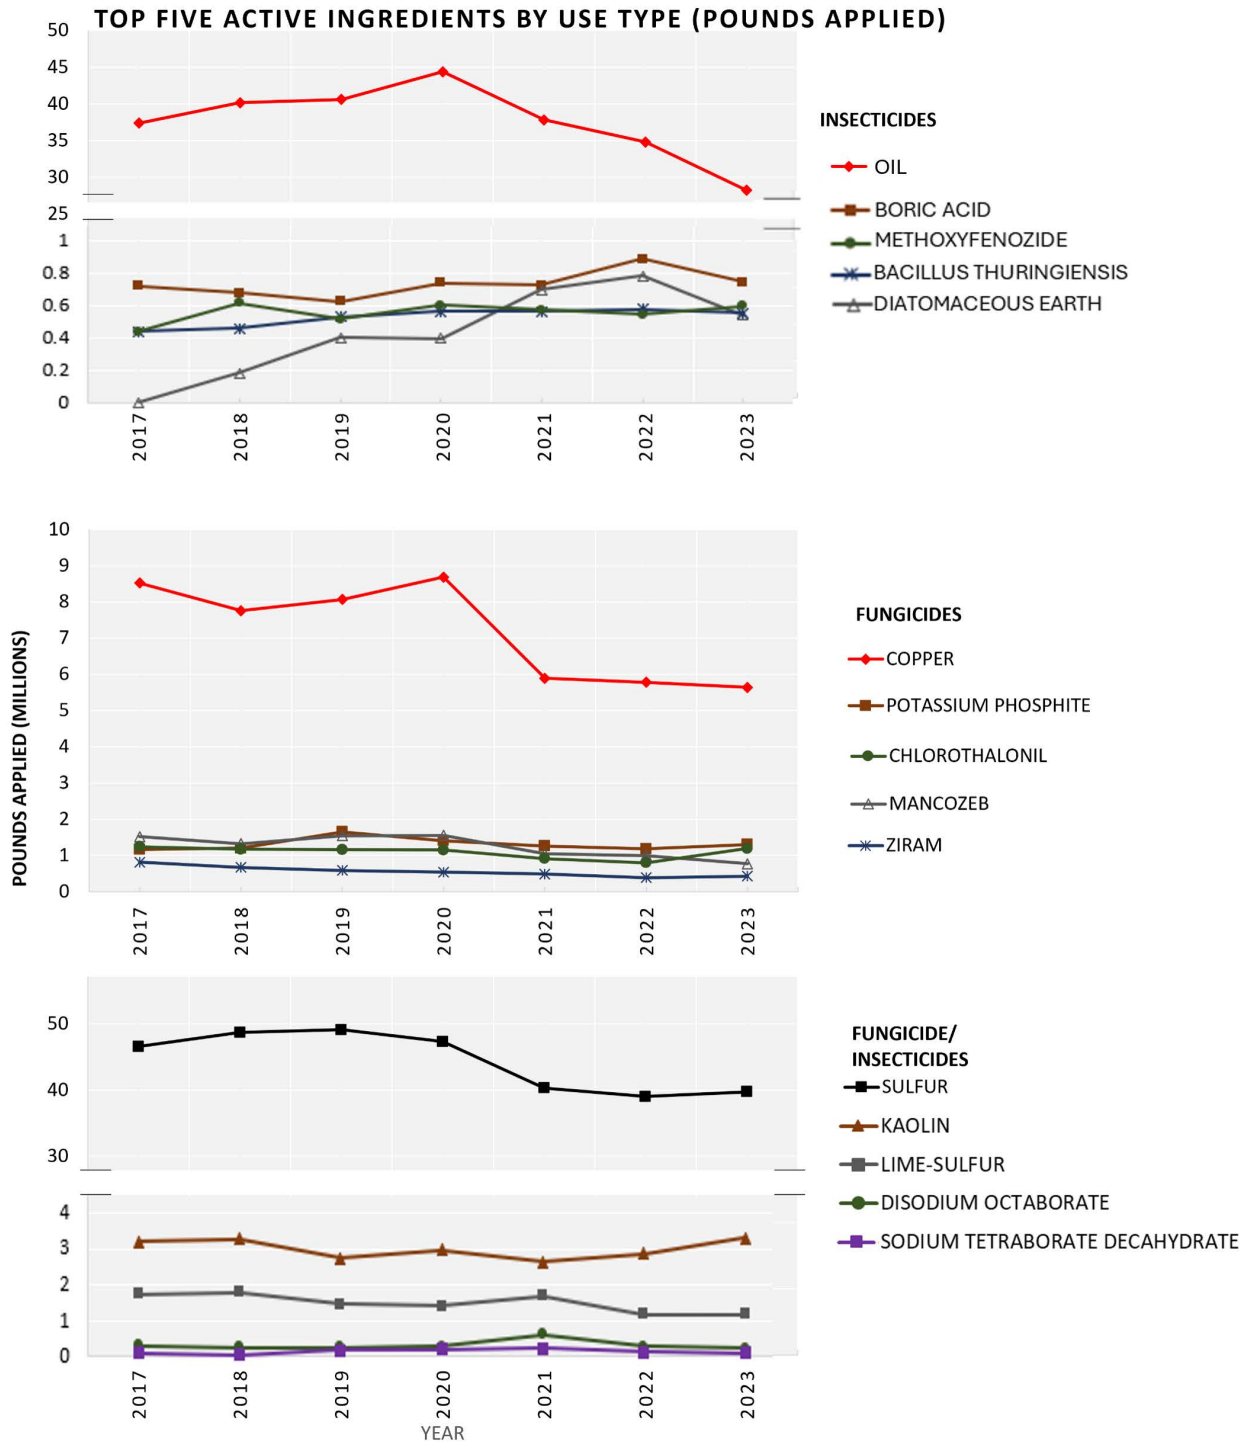 TOP FIVE ACTIVE INGREDIENTS BY USE TYPE (POUNDS APPLIED)
50
45
40
35
30
25
1
0.8
0.6
0.4
0.2
0
2017
2018
2019
2020
2021
2022
2023
INSECTICIDES
OIL
BORIC ACID
METHOXYFENOZIDE
BACILLUS THURINGIENSIS
DIATOMACEOUS EARTH
POUNDS APPLIED (MILLIONS)
10
9
8
7
6
5
4
3
2
1
0
2017
2018
2019
2020
2021
2022
2023
FUNGICIDES
COPPER
POTASSIUM PHOSPHITE
CHLOROTHALONIL
MANCOZEB
ZIRAM
50
40
30
4
3
2
1
0
2017
2018
2019
2020
2021
2022
2023
YEAR
FUNGICIDE/
INSECTICIDES
SULFUR
KAOLIN
LIME-SULFUR
DISODIUM OCTABORATE
SODIUM TETRABORATE DECAHYDRATE